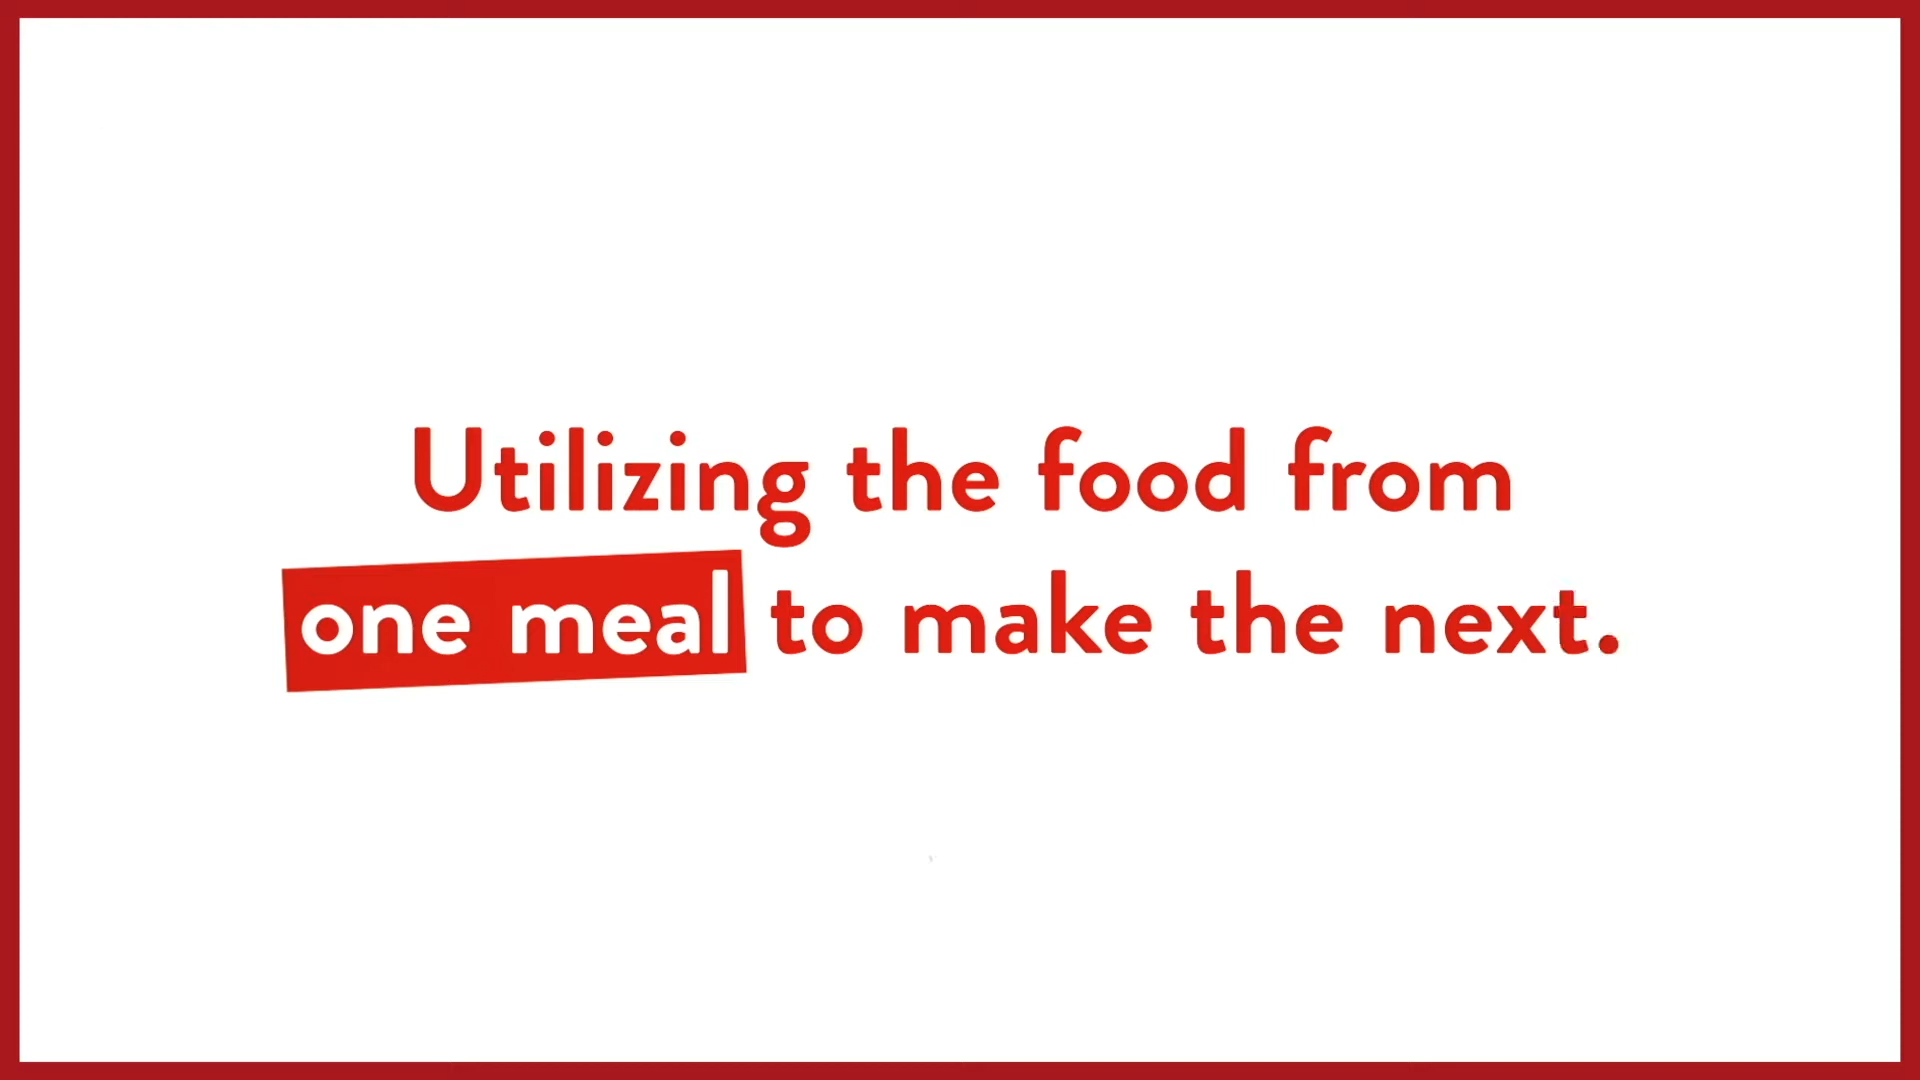 Utilizing the food from
one meal to make the next.